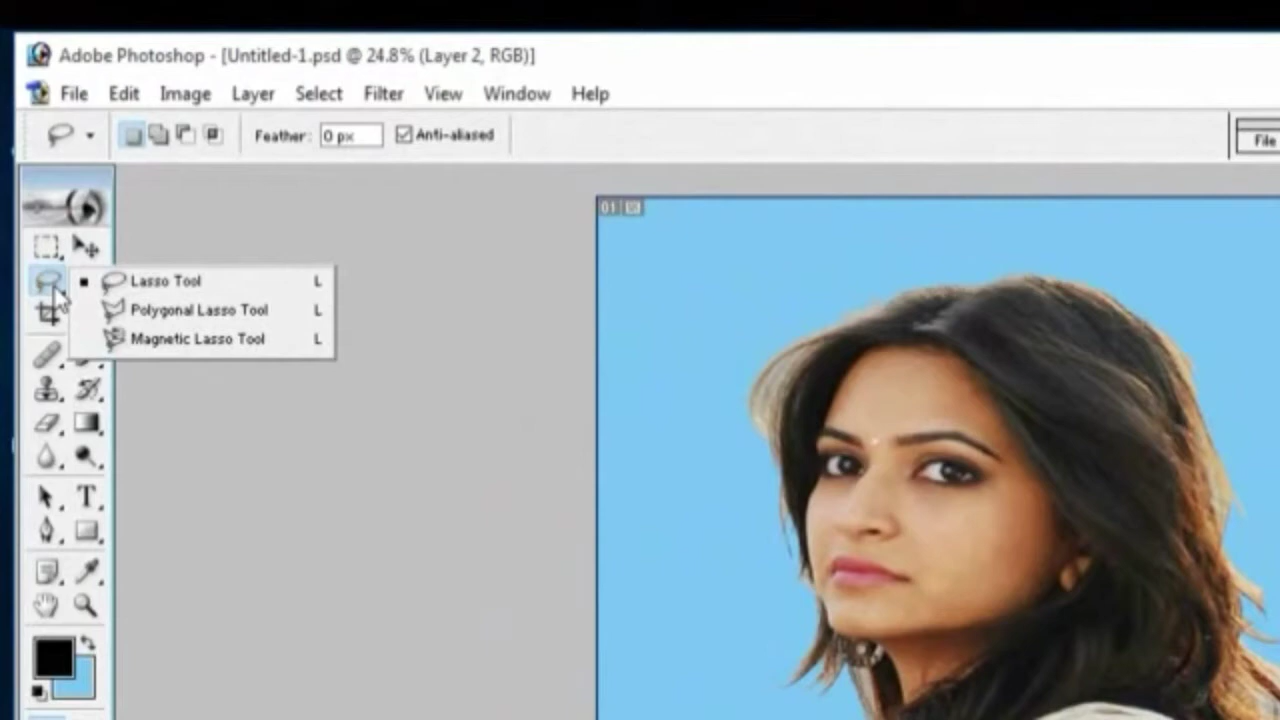 Adobe Photoshop - [Untitled-1.psd @ 24.8% (Layer 2, RGB)]
File Edit Image Layer Select Filter View Window Help
Feather: 0 px Anti-aliased
File
01
Lasso Tool L
Polygonal Lasso Tool L
Magnetic Lasso Tool L
T